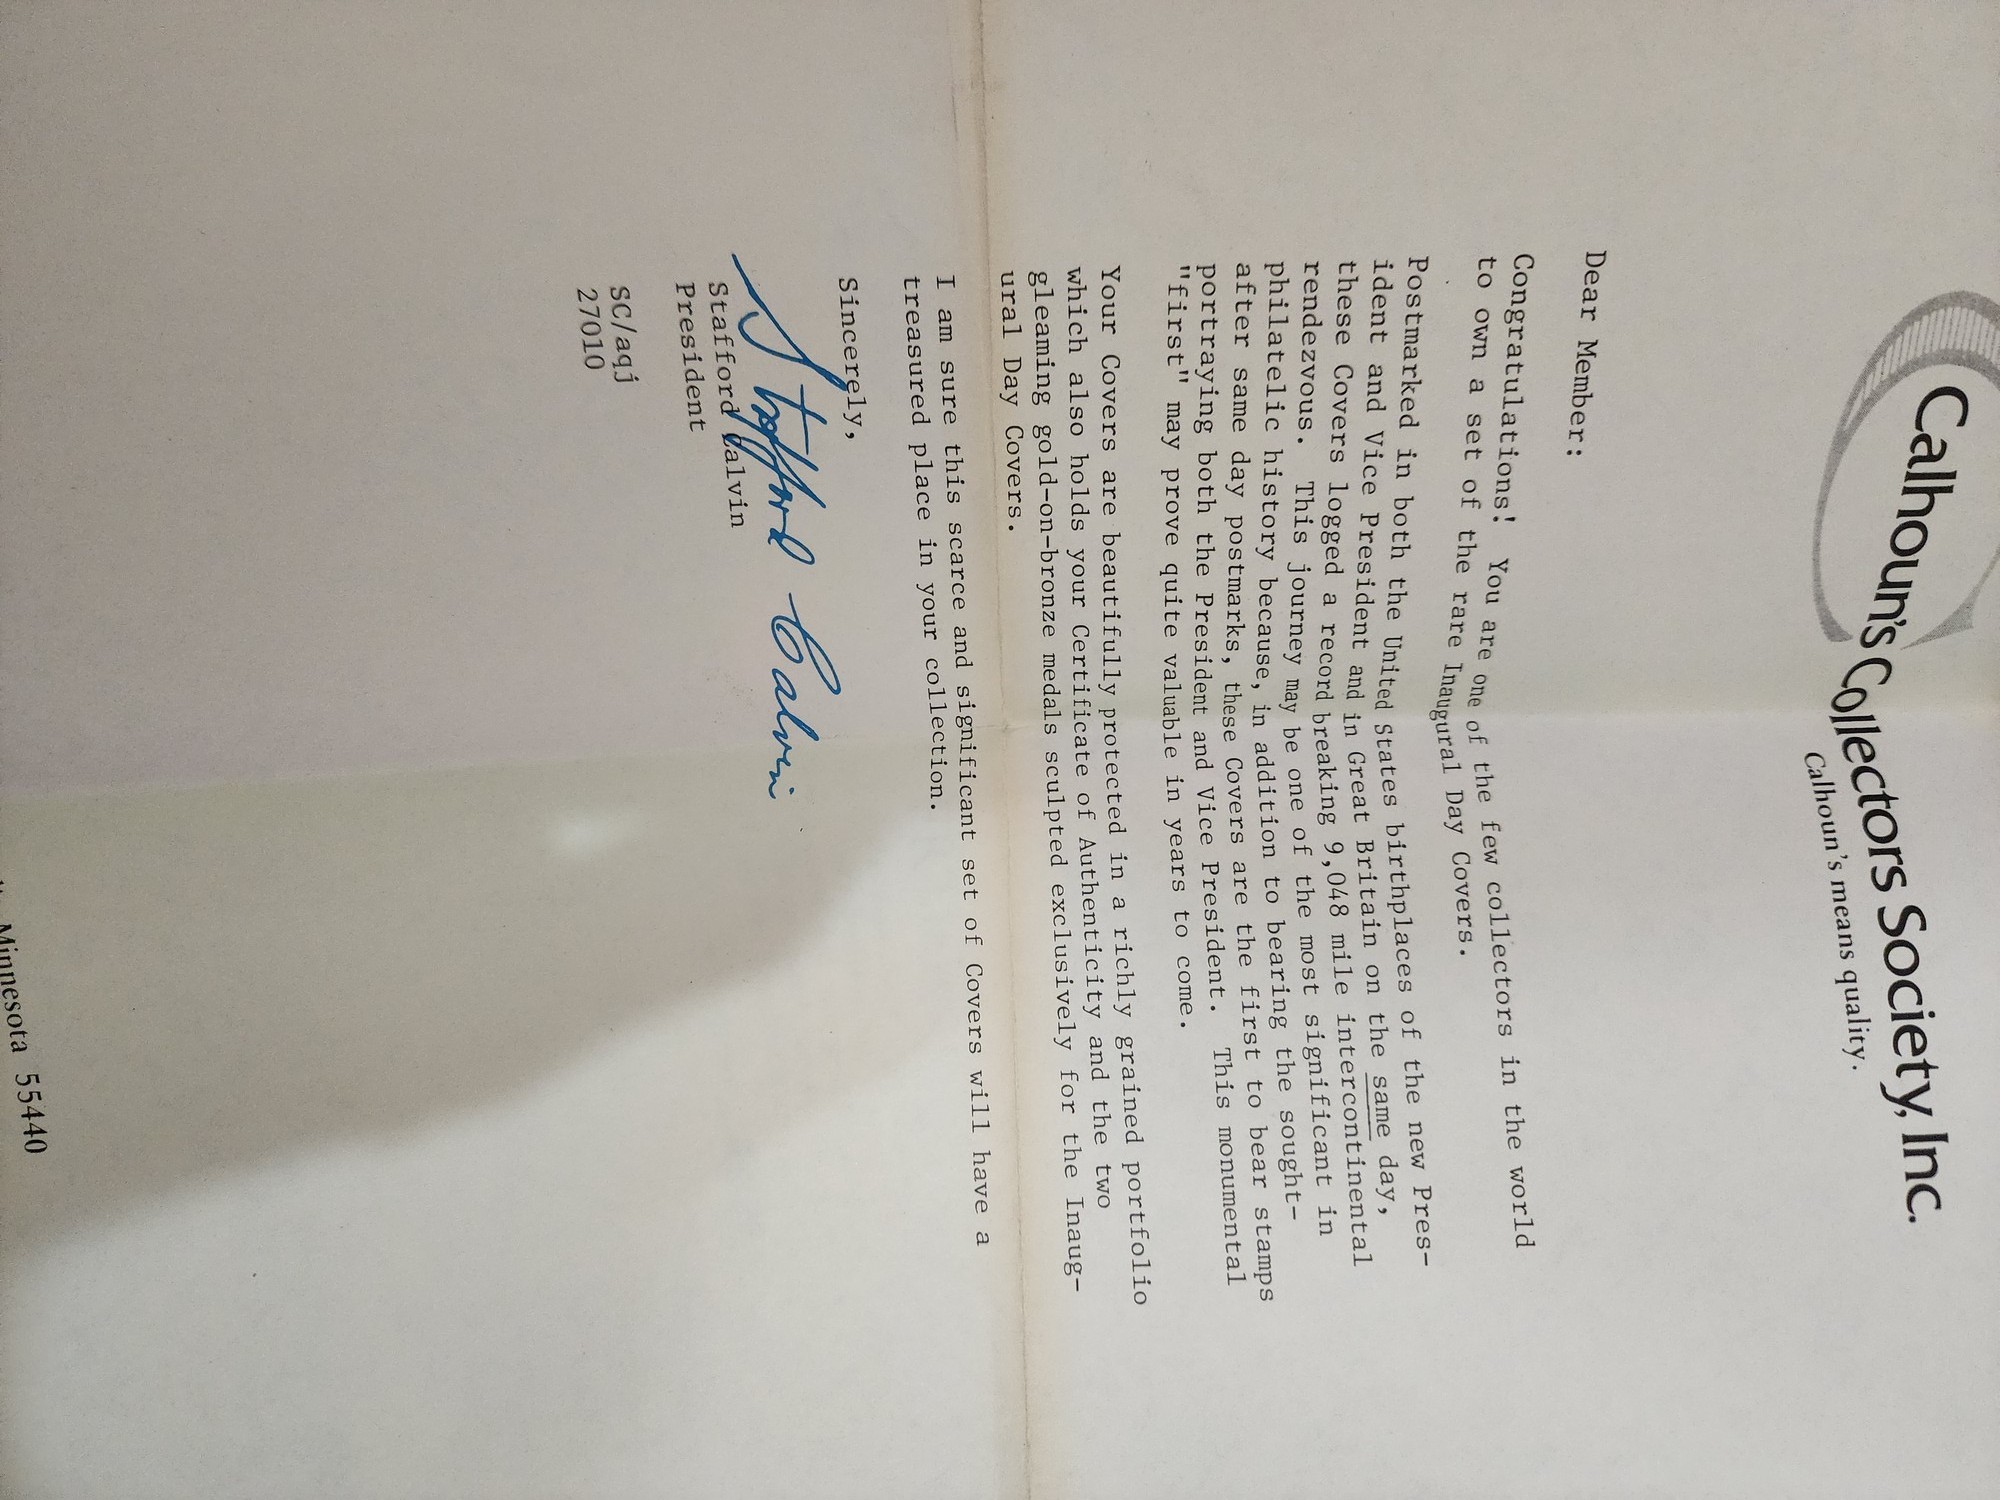 Calhoun's Collectors Society, Inc.
Calhoun's means quality.
Dear Member:
Congratulations! You are one of the few collectors in the world
to own a set of the rare Inaugural Day Covers.
Postmarked in both the United States birthplaces of the new Pres-
ident and Vice President and in Great Britain on the same day,
these Covers logged a record breaking 9,048 mile intercontinental
rendezvous. This journey may be one of the most significant in
philatelic history because, in addition to bearing the sought-
after same day postmarks, these Covers are the first to bear stamps
portraying both the President and Vice President. This monumental
"first" may prove quite valuable in years to come.
Your Covers are beautifully protected in a richly grained portfolio
which also holds your Certificate of Authenticity and the two
gleaming gold-on-bronze medals sculpted exclusively for the Inaug-
ural Day Covers.
I am sure this scarce and significant set of Covers will have a
treasured place in your collection.
Sincerely,
Stafford Calvin
Stafford Calvin
President
SC/aqj
27010
Minnesota 55440